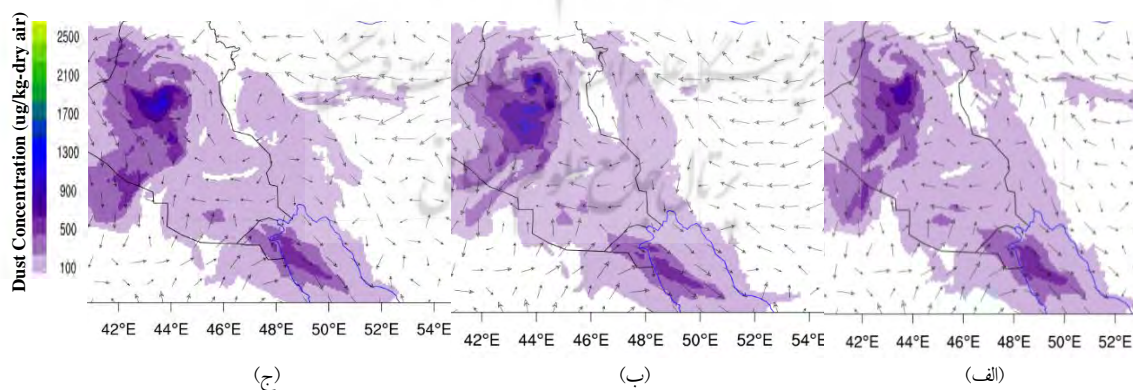 Dust Concentration (ug/kg-dry air)
2500
2100
1700
1300
900
500
100
42°E 44°E 46°E 48°E 50°E 52°E 54°E
42°E 44°E 46°E 48°E 50°E 52°E
42°E 44°E 46°E 48°E 50°E 52°E
(ج) (ب) (الف)